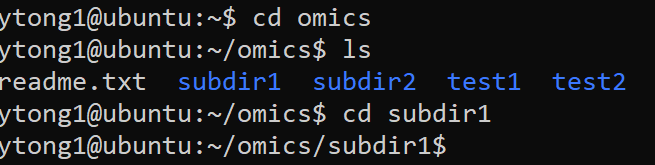 ytong1@ubuntu:~$ cd omics
ytong1@ubuntu:~/omics$ ls
readme.txt  subdir1  subdir2  test1  test2
ytong1@ubuntu:~/omics$ cd subdir1
ytong1@ubuntu:~/omics/subdir1$